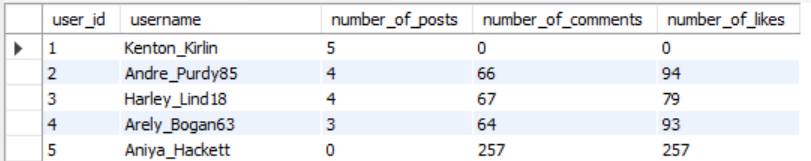 user_id username number_of_posts number_of_comments number_of_likes
1 Kenton_Kirlin 5 0 0
2 Andre_Purdy85 4 66 94
3 Harley_Lind18 4 67 79
4 Arely_Bogan63 3 64 93
5 Aniya_Hackett 0 257 257